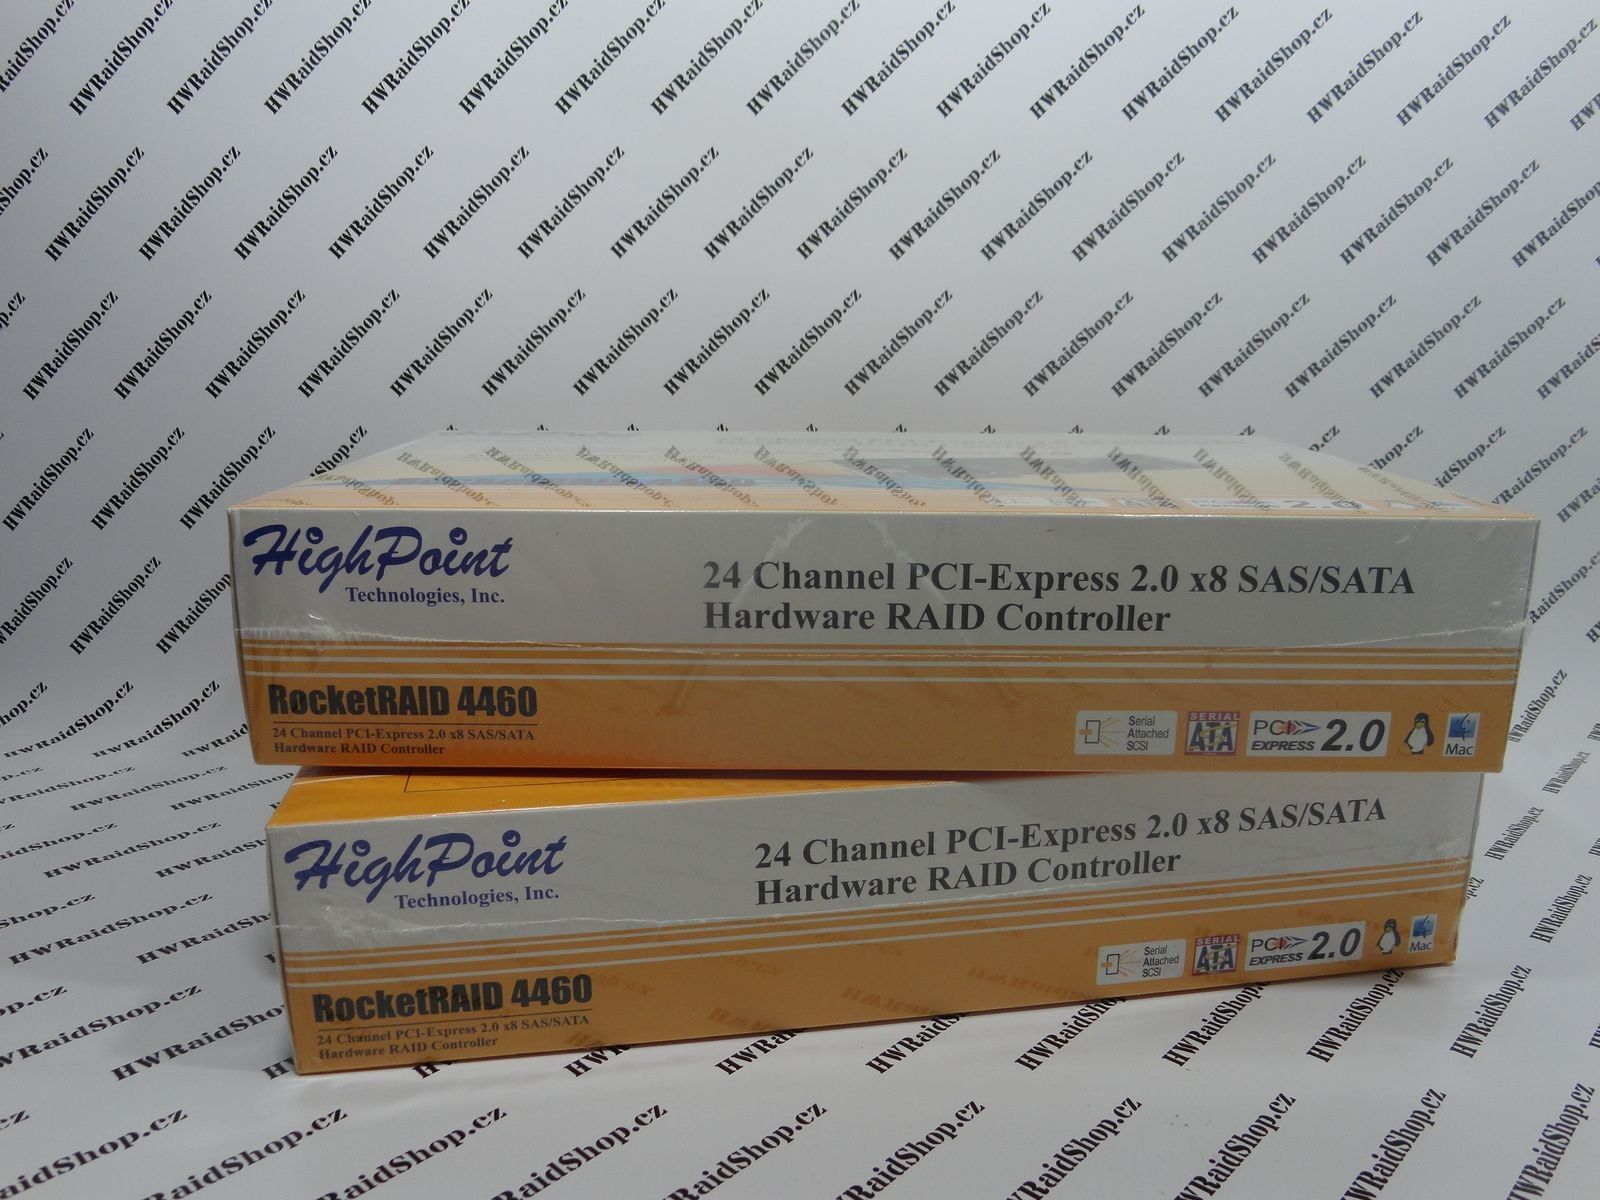 HWRaidShop.cz
HighPoint
Technologies, Inc.
24 Channel PCI-Express 2.0 x8 SAS/SATA
Hardware RAID Controller
RocketRAID 4460
24 Channel PCI-Express 2.0 x8 SAS/SATA
Hardware RAID Controller
Serial
Attached
SCSI
SERIAL
ATA
PCI
EXPRESS 2.0
Mac
HighPoint
Technologies, Inc.
24 Channel PCI-Express 2.0 x8 SAS/SATA
Hardware RAID Controller
RocketRAID 4460
24 Channel PCI-Express 2.0 x8 SAS/SATA
Hardware RAID Controller
Serial
Attached
SCSI
SERIAL
ATA
PCI
EXPRESS 2.0
Mac